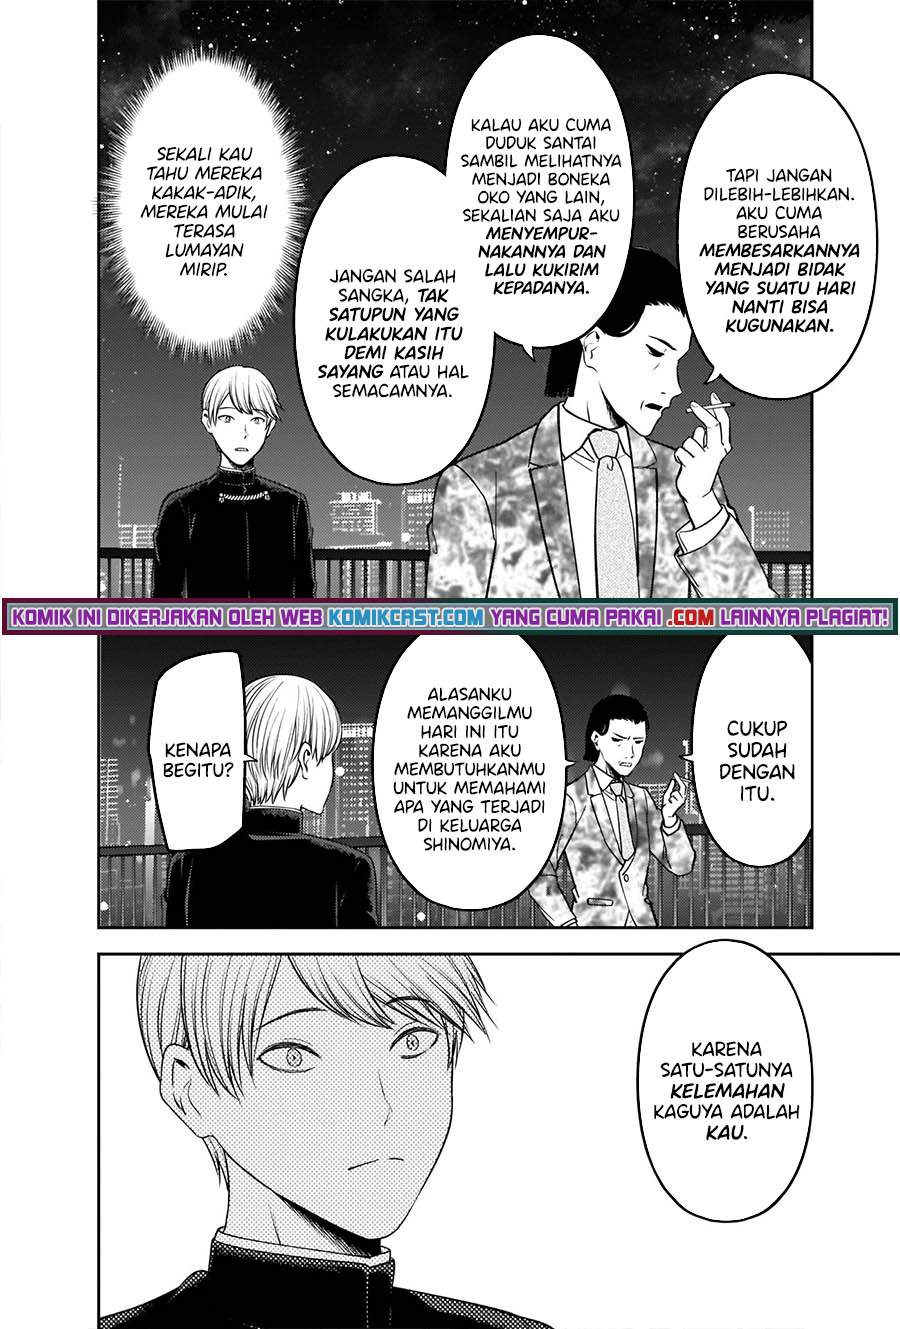 TAPI JANGAN
DILEBIH-LEBIHKAN.
AKU CUMA
BERUSAHA
MEMBESARKANNYA
MENJADI BIDAK
YANG SUATU HARI
NANTI BISA
KUGUNAKAN.
KALAU AKU CUMA
DUDUK SANTAI
SAMBIL MELIHATNYA
MENJADI BONEKA
OKO YANG LAIN,
SEKALIAN SAJA AKU
MENYEMPUR-
NAKANNYA DAN
LALU KUKIRIM
KEPADANYA.
JANGAN SALAH
SANGKA, TAK
SATUPUN YANG
KULAKUKAN ITU
DEMI KASIH
SAYANG ATAU HAL
SEMACAMNYA.
SEKALI KAU
TAHU MEREKA
KAKAK-ADIK,
MEREKA MULAI
TERASA
LUMAYAN
MIRIP.
KOMIK INI DIKERJAKAN OLEH WEB KOMIKCAST.COM YANG CUMA PAKAI .COM LAINNYA PLAGIAT!
CUKUP
SUDAH
DENGAN
ITU.
ALASANKU
MEMANGGILMU
HARI INI ITU
KARENA AKU
MEMBUTUHKANMU
UNTUK MEMAHAMI
APA YANG TERJADI
DI KELUARGA
SHINOMIYA.
KENAPA
BEGITU?
KARENA
SATU-SATUNYA
KELEMAHAN
KAGUYA ADALAH
KAU.